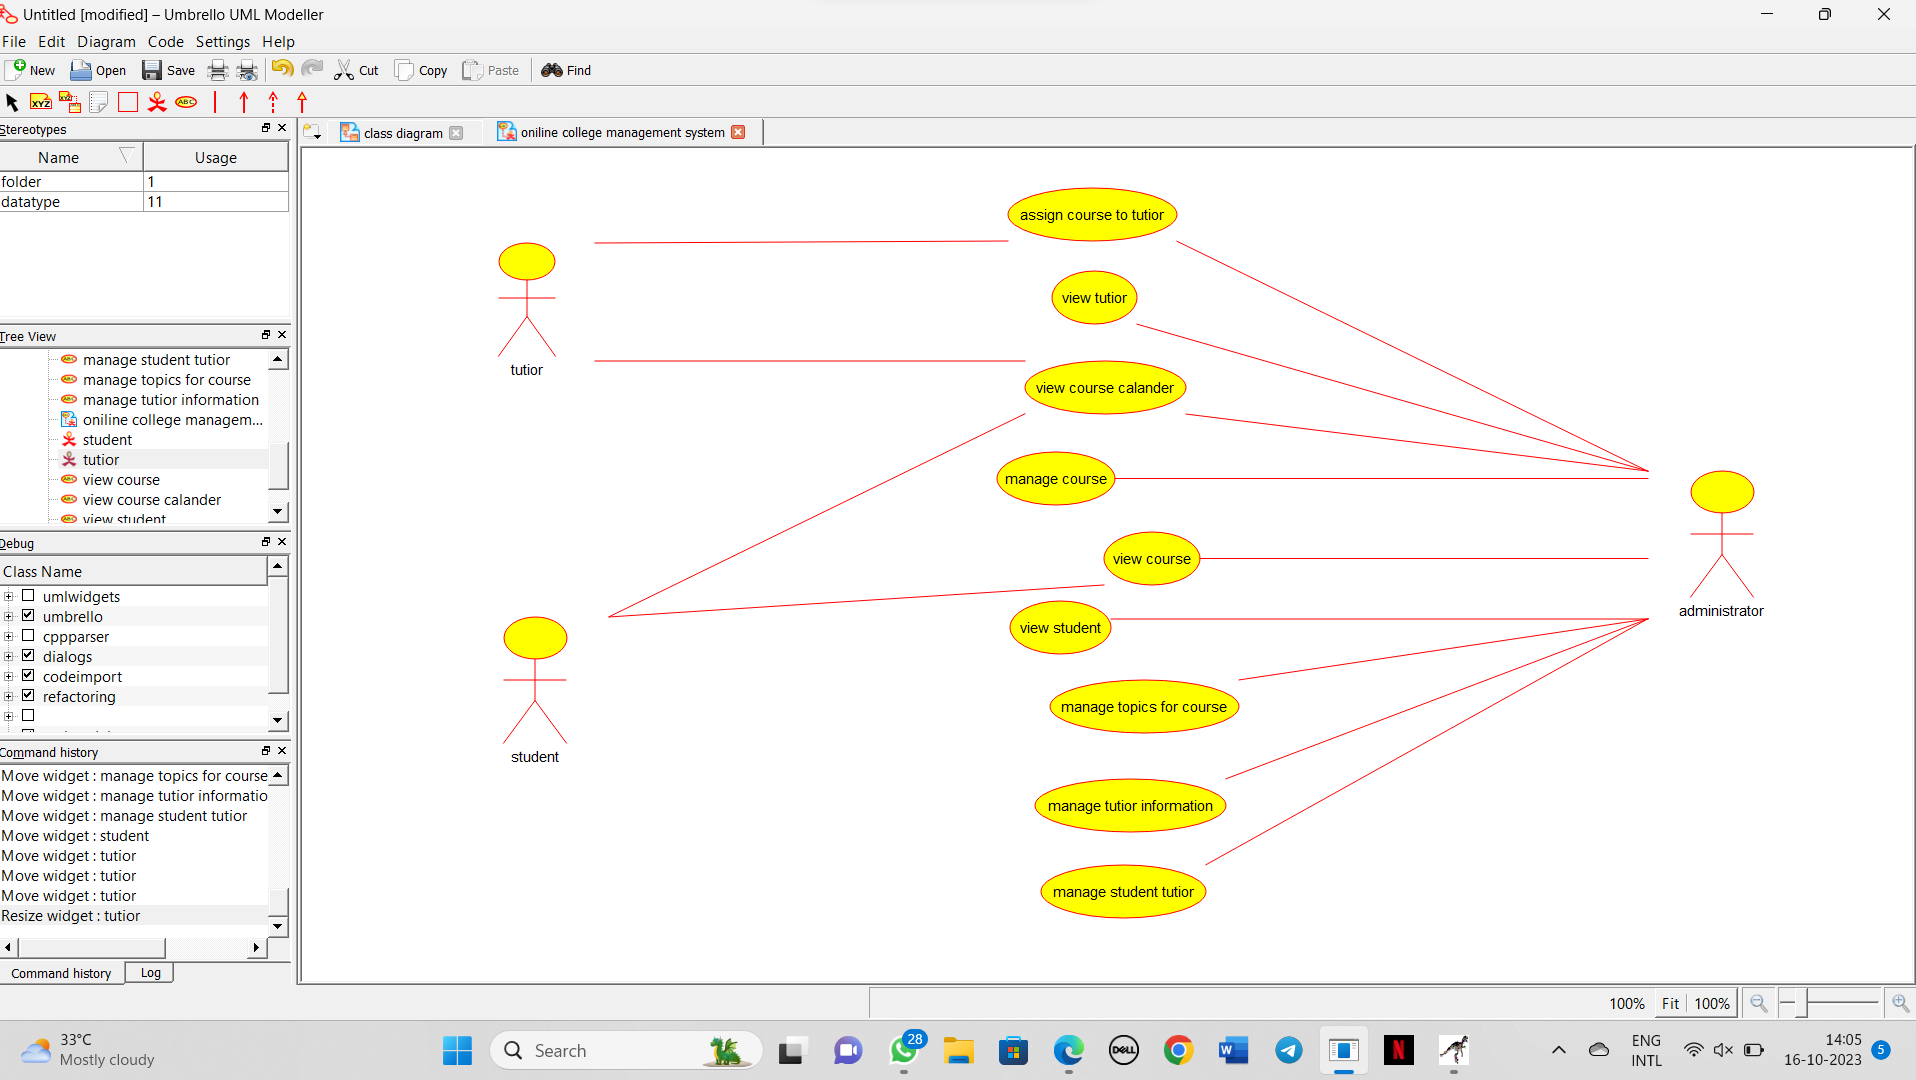 Untitled [modified] – Umbrello UML Modeller
File Edit Diagram Code Settings Help
New Open Save Cut Copy Paste Find
XYZ XYZ ABC
Stereotypes
class diagram
oniline college management system
Name Usage
folder 1
datatype 11
Tree View
manage student tutior
manage topics for course
manage tutior information
oniline college managem...
student
tutior
view course
view course calander
view student
Debug
Class Name
umlwidgets
umbrello
cppparser
dialogs
codeimport
refactoring
Command history
Move widget : manage topics for course
Move widget : manage tutior informatio
Move widget : manage student tutior
Move widget : student
Move widget : tutior
Move widget : tutior
Move widget : tutior
Resize widget : tutior
Command history Log
assign course to tutior
view tutior
tutior
view course calander
manage course
view course
administrator
view student
manage topics for course
student
manage tutior information
manage student tutior
100% Fit 100%
33°C
Mostly cloudy
Search
28
DELL
W
N
ENG
INTL
14:05
16-10-2023
5